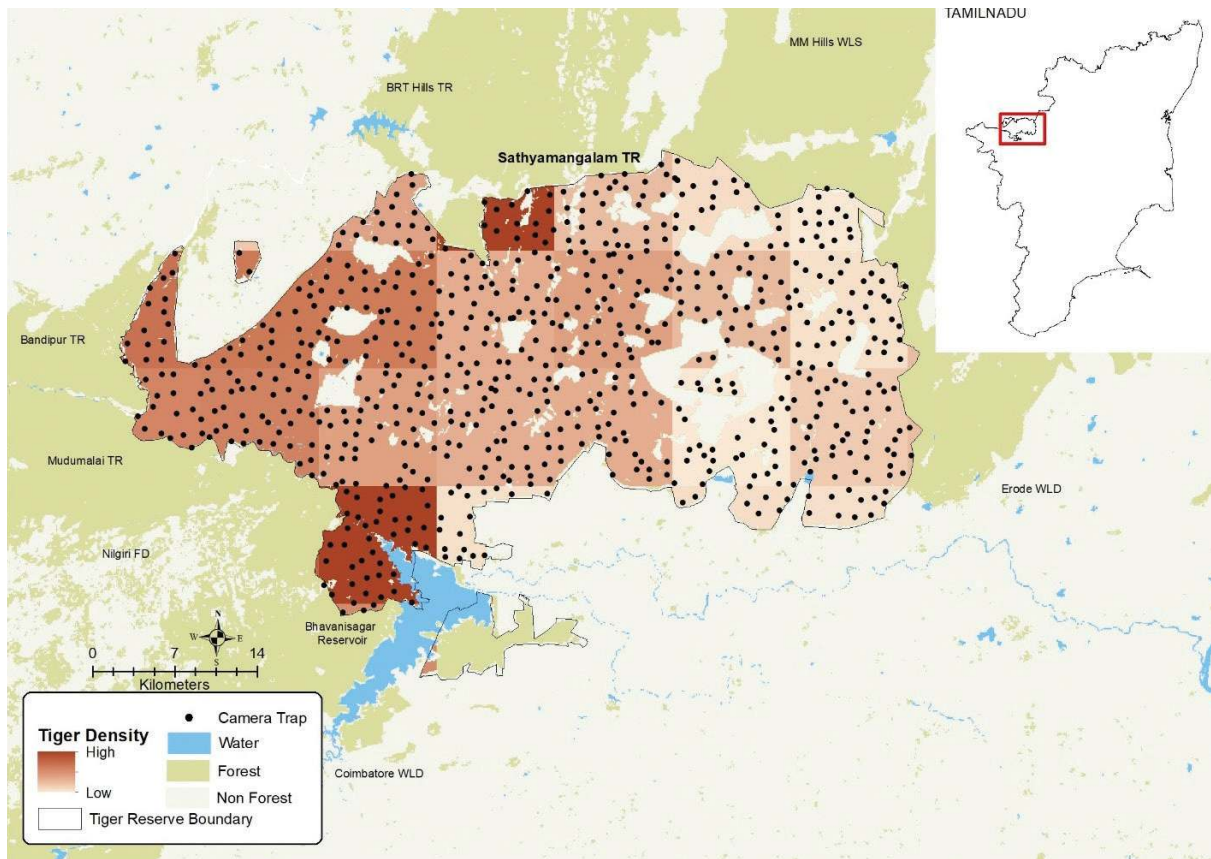 TAMILNADU
MM Hills WLS
BRT Hills TR
Sathyamangalam TR
Bandipur TR
Mudumalai TR
Erode WLD
Nilgiri FD
N
W
E
S
Bhavanisagar
Reservoir
0 7 14
Kilometers
Coimbatore WLD
Tiger Density
High
Low
Tiger Reserve Boundary
Camera Trap
Water
Forest
Non Forest